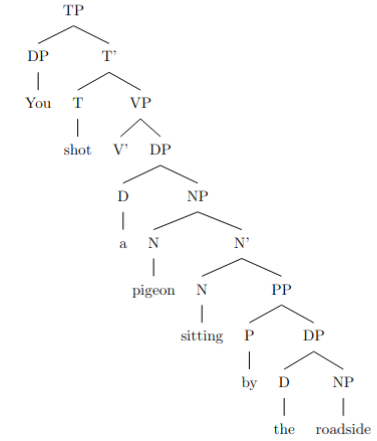 TP
DP T'
You T VP
shot V' DP
D NP
a N N'
pigeon N PP
sitting P DP
by D NP
the roadside